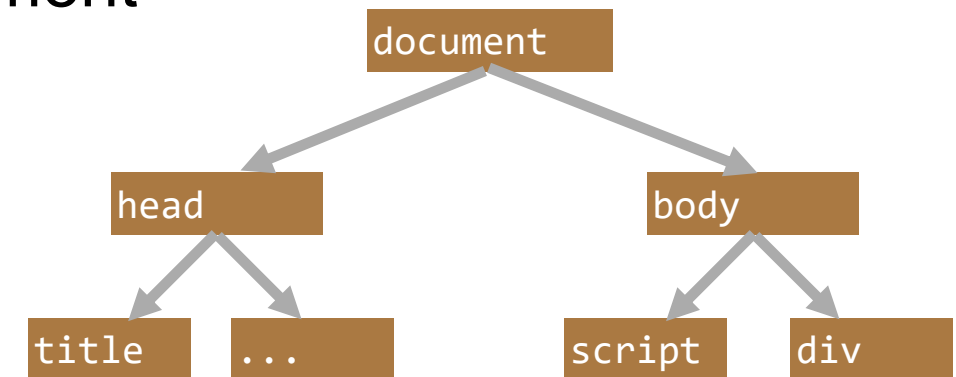 document
head
body
title
...
script
div